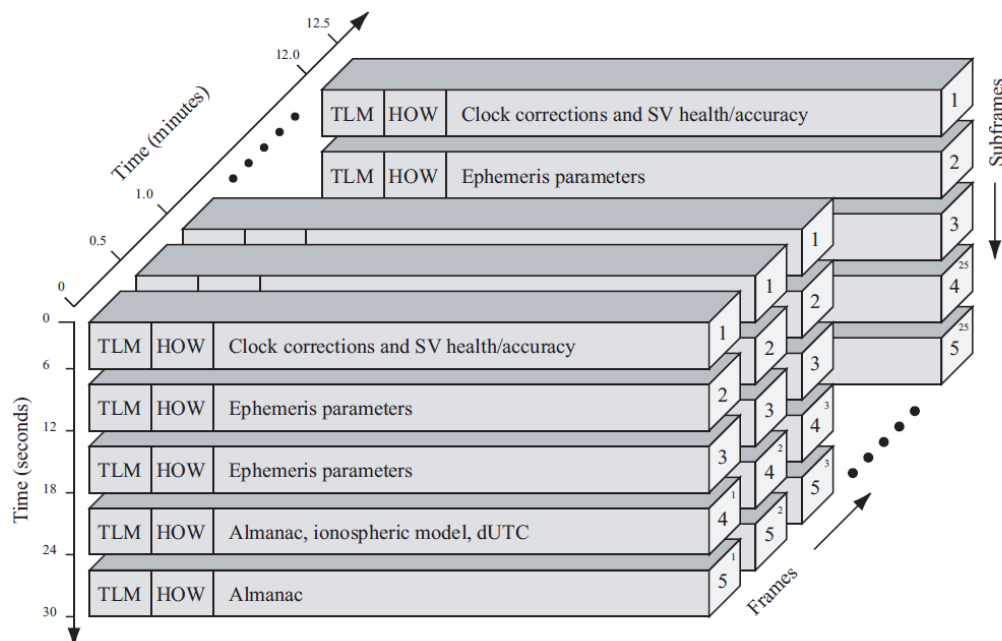 12.5
12.0
Time (minutes)
1.0
0.5
0
TLM HOW Clock corrections and SV health/accuracy 1
TLM HOW Ephemeris parameters 2
3
25
4
25
5
Subframes
1
2
3
3
4
3
5
1
2
3
2
4
2
5
0
TLM HOW Clock corrections and SV health/accuracy 1
6
TLM HOW Ephemeris parameters 2
12
TLM HOW Ephemeris parameters 3
18
1
TLM HOW Almanac, ionospheric model, dUTC 4
24
1
TLM HOW Almanac 5
30
Time (seconds)
Frames